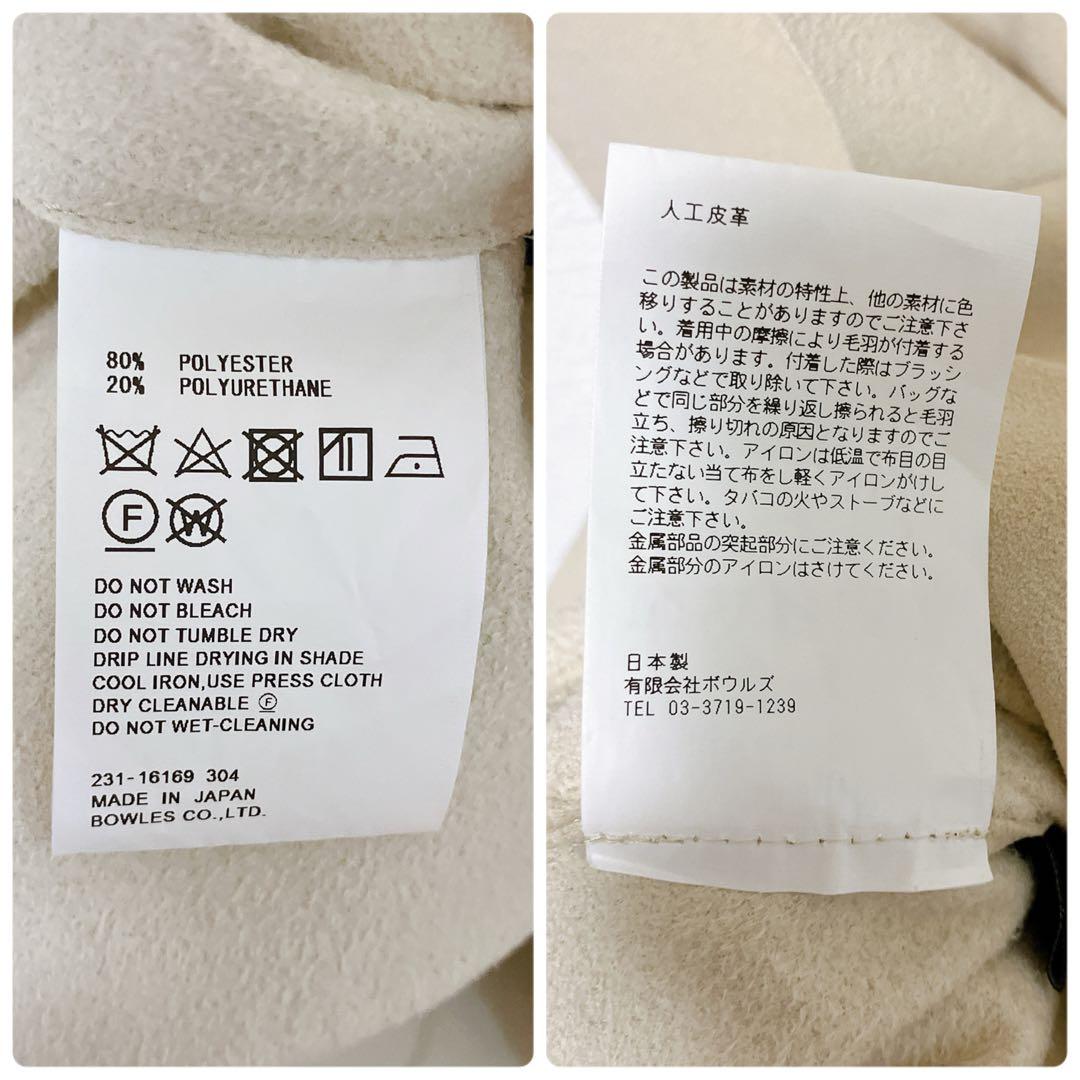 80% POLYESTER
20% POLYURETHANE
F W
DO NOT WASH
DO NOT BLEACH
DO NOT TUMBLE DRY
DRIP LINE DRYING IN SHADE
COOL IRON,USE PRESS CLOTH
DRY CLEANABLE Ⓕ
DO NOT WET-CLEANING
231-16169 304
MADE IN JAPAN
BOWLES CO.,LTD.
人工皮革
この製品は素材の特性上、他の素材に色
移りすることがありますのでご注意下さ
い。着用中の摩擦により毛羽が付着する
場合があります。付着した際はブラッシ
ングなどで取り除いて下さい。バッグな
どで同じ部分を繰り返し擦られると毛羽
立ち、擦り切れの原因となりますのでご
注意下さい。アイロンは低温で布目の目
立たない当て布をし軽くアイロンがけし
て下さい。タバコの火やストーブなどに
ご注意下さい。
金属部品の突起部分にご注意ください。
金属部分のアイロンはさけてください。
日本製
有限会社ボウルズ
TEL 03-3719-1239